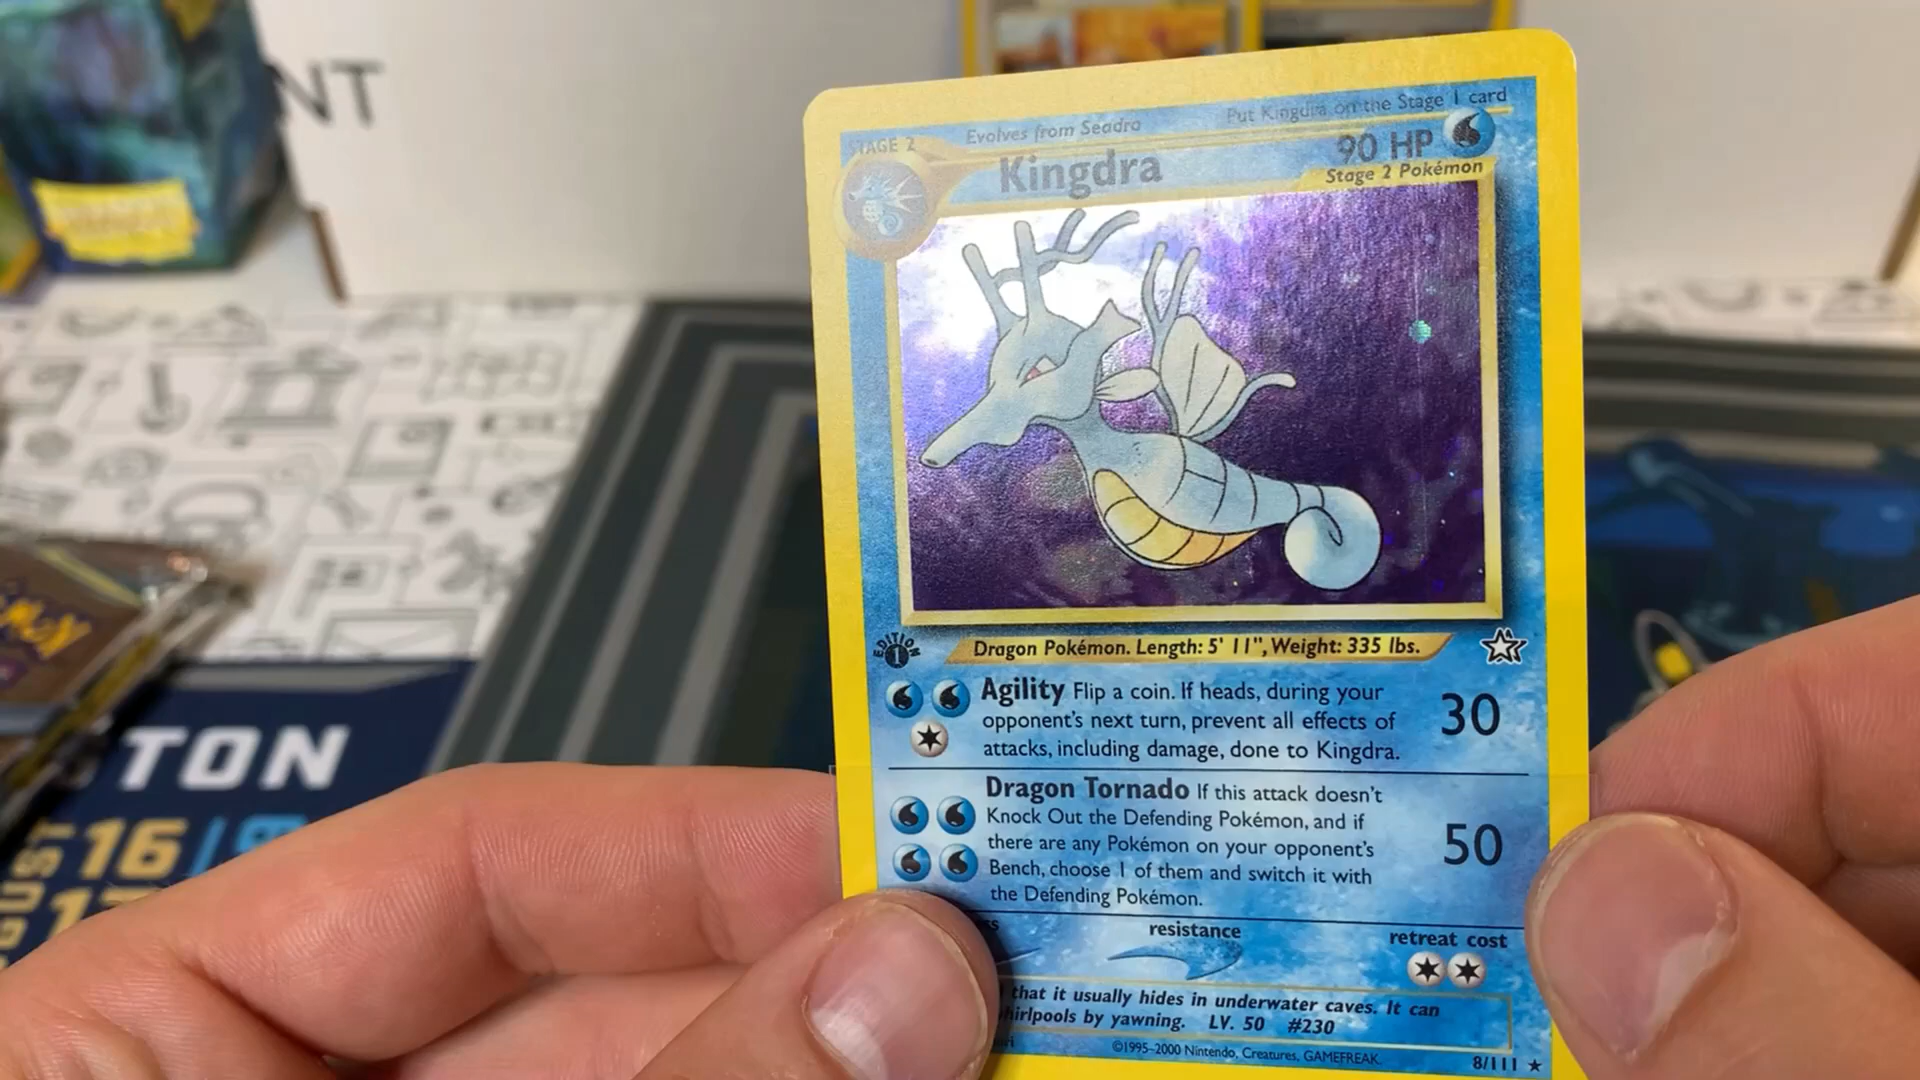 NT
Put Kingdra on the Stage 1 card
Evolves from Seadra
STAGE 2
Kingdra
90 HP
Stage 2 Pokémon
EDITION
1
Dragon Pokémon. Length: 5' 11", Weight: 335 lbs.
Agility Flip a coin. If heads, during your
opponent's next turn, prevent all effects of
attacks, including damage, done to Kingdra.
30
Dragon Tornado If this attack doesn't
Knock Out the Defending Pokémon, and if
there are any Pokémon on your opponent's
Bench, choose 1 of them and switch it with
the Defending Pokémon.
50
resistance
retreat cost
that it usually hides in underwater caves. It can
whirlpools by yawning. LV. 50 #230
©1995-2000 Nintendo, Creatures, GAMEFREAK.
8/111 ★
TON
16